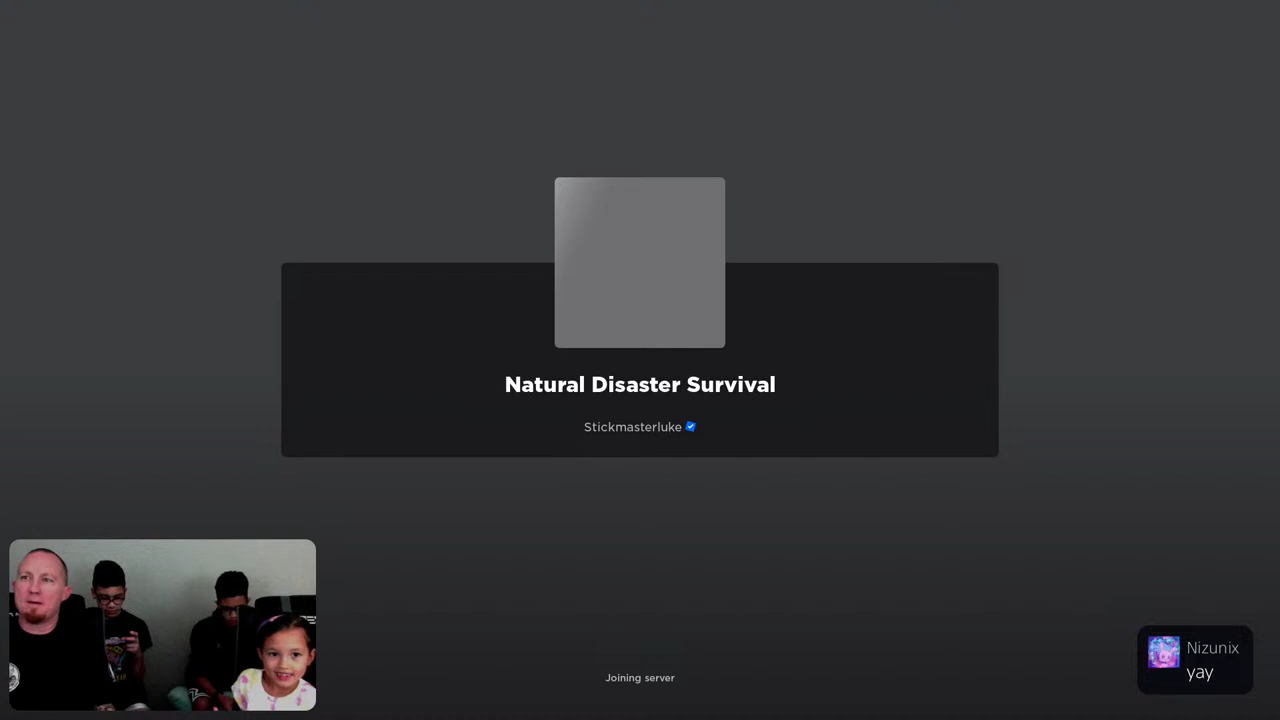 Natural Disaster Survival
Stickmasterluke
Joining server
Nizunix
yay